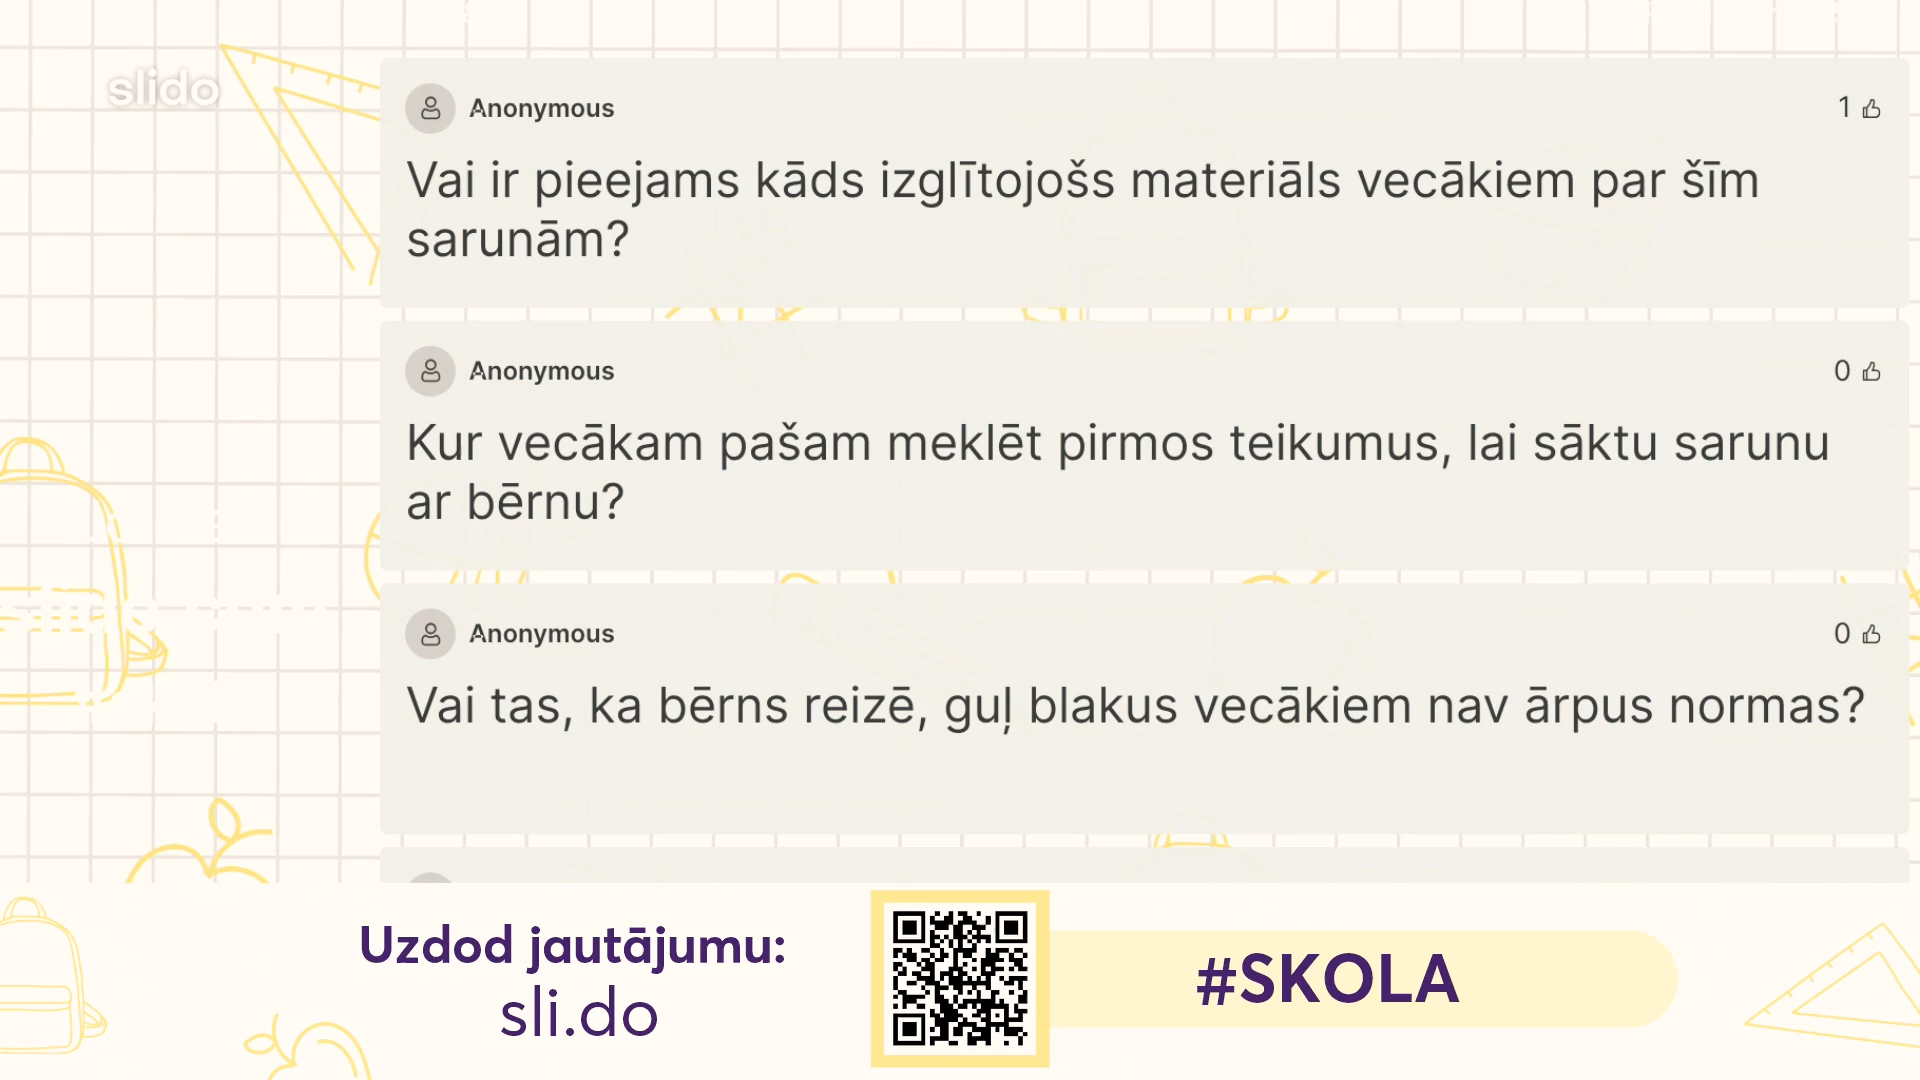 slido
Anonymous
1
Vai ir pieejams kāds izglītojošs materiāls vecākiem par šīm
sarunām?
Anonymous
0
Kur vecākam pašam meklēt pirmos teikumus, lai sāktu sarunu
ar bērnu?
Anonymous
0
Vai tas, ka bērns reizē, guļ blakus vecākiem nav ārpus normas?
Uzdod jautājumu:
sli.do
#SKOLA